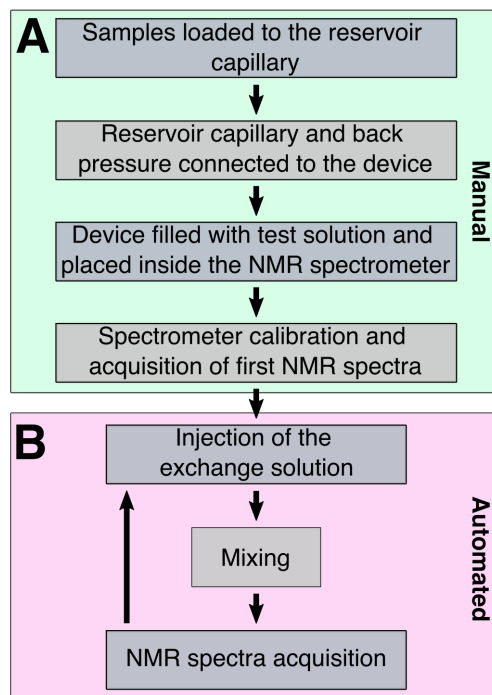 A
Samples loaded to the reservoir
capillary
Reservoir capillary and back
pressure connected to the device
Device filled with test solution and
placed inside the NMR spectrometer
Spectrometer calibration and
acquisition of first NMR spectra
Manual
B
Injection of the
exchange solution
Mixing
NMR spectra acquisition
Automated